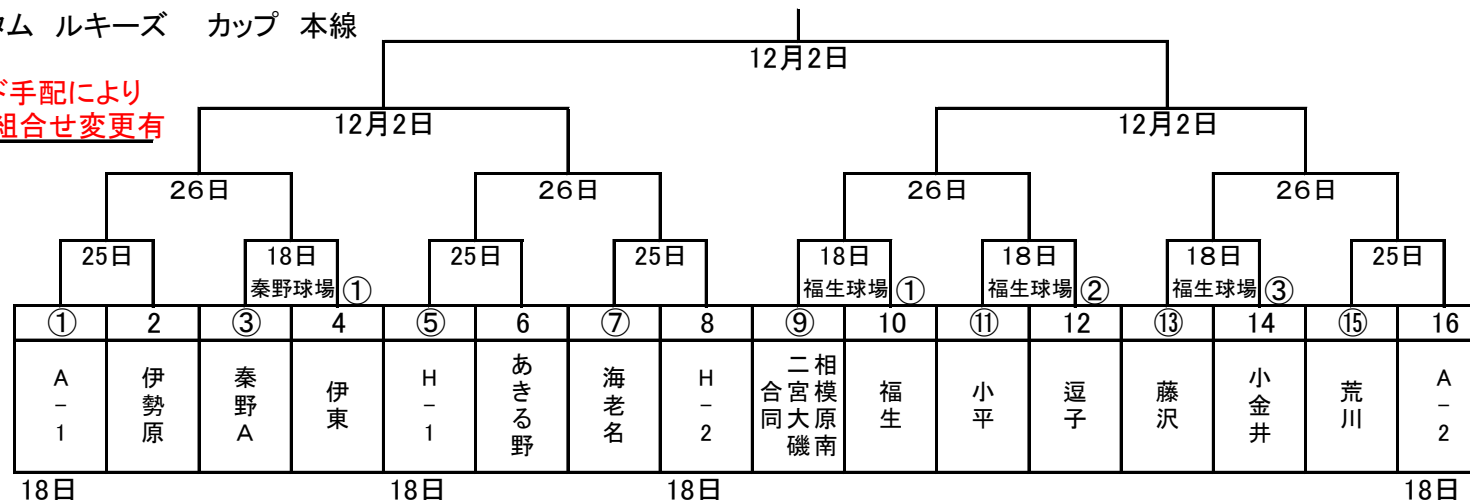 タム ルキーズ カップ 本線
12月2日
ド手配により
組合せ変更有
12月2日 12月2日
26日 26日 26日 26日
25日 18日 25日 25日 18日 18日 18日 25日
秦野球場 ① 福生球場 ① 福生球場 ② 福生球場 ③
① 2 ③ 4 ⑤ 6 ⑦ 8 ⑨ 10 ⑪ 12 ⑬ 14 ⑮ 16
A-1
伊勢原
秦野A
伊東
H-1
あきる野
海老名
H-2
相模原南
二宮大磯
合同
福生
小平
逗子
藤沢
小金井
荒川
A-2
18日 18日 18日 18日